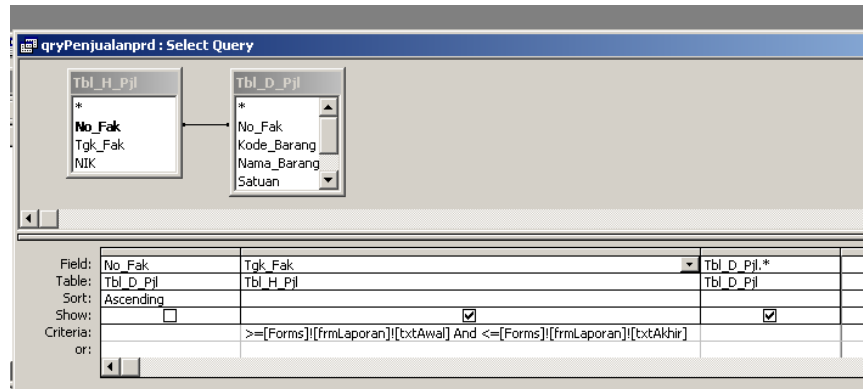 qryPenjualanprd : Select Query
Tbl_H_Pjl
*
No_Fak
Tgk_Fak
NIK
Tbl_D_Pjl
*
No_Fak
Kode_Barang
Nama_Barang
Satuan
Field: No_Fak Tgk_Fak Tbl_D_Pjl.*
Table: Tbl_D_Pjl Tbl_H_Pjl Tbl_D_Pjl
Sort: Ascending
Show:
Criteria: >=[Forms]![frmLaporan]![txtAwal] And <=[Forms]![frmLaporan]![txtAkhir]
or: